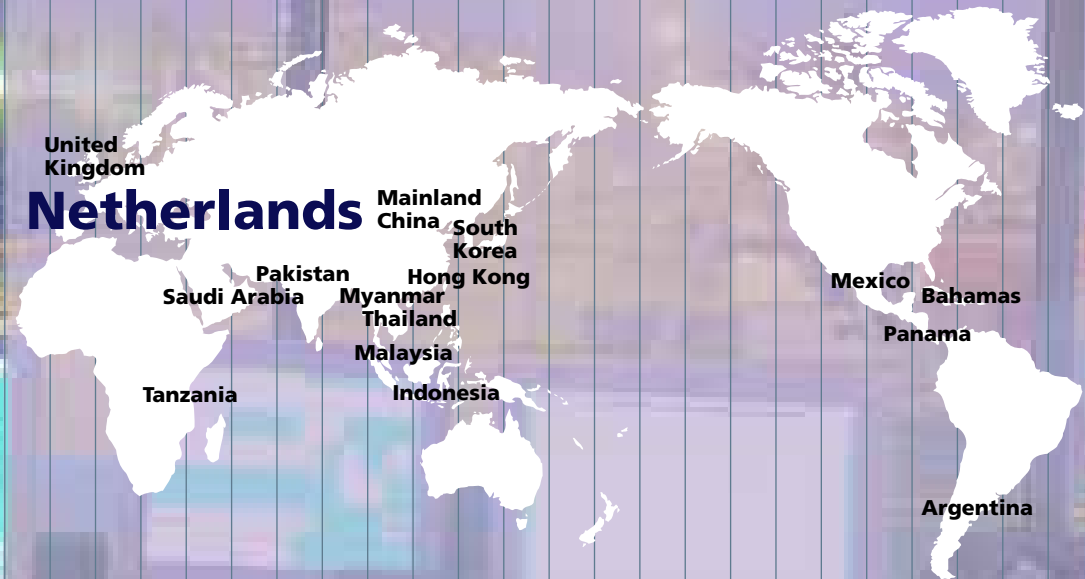 United
Kingdom
Netherlands
Mainland
China
South
Korea
Pakistan
Hong Kong
Saudi Arabia
Myanmar
Thailand
Malaysia
Tanzania
Indonesia
Mexico
Bahamas
Panama
Argentina